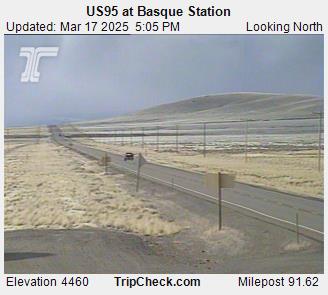 US95 at Basque Station
Updated: Mar 17 2025 5:05 PM Looking North
Elevation 4460 TripCheck.com Milepost 91.62